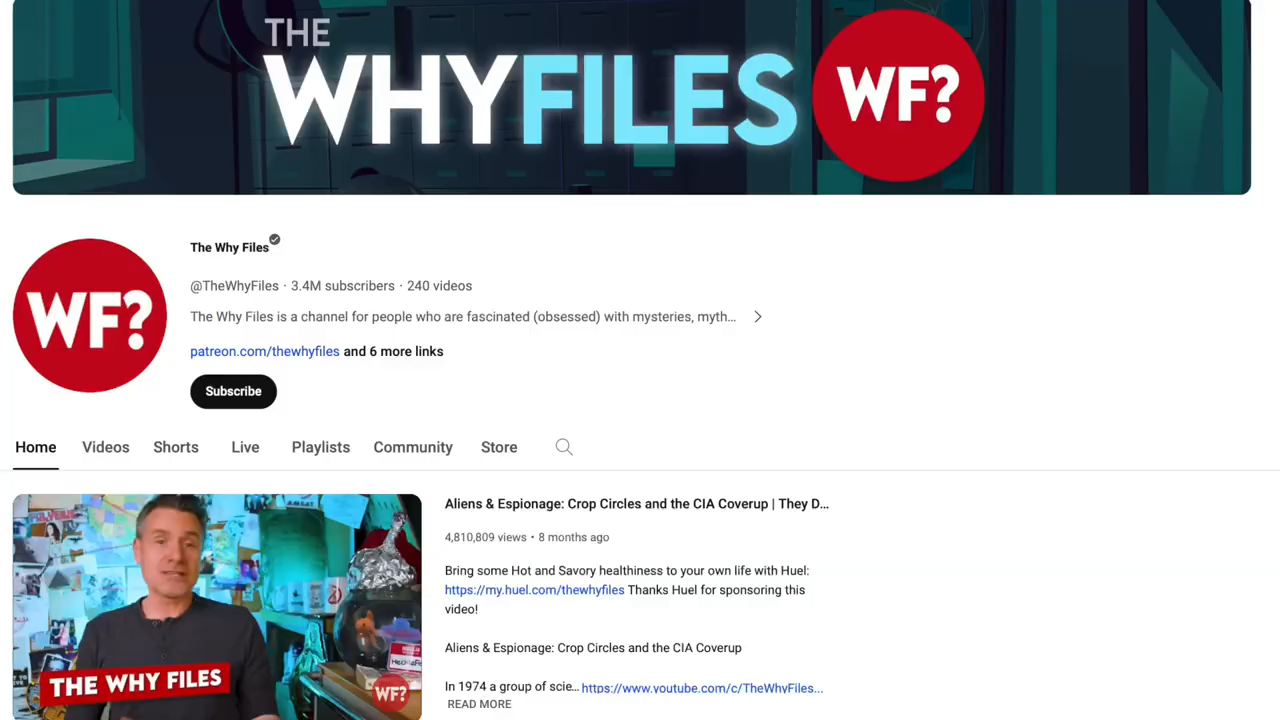 THE
WHYFILES
WF?
WF?
The Why Files
@TheWhyFiles · 3.4M subscribers · 240 videos
The Why Files is a channel for people who are fascinated (obsessed) with mysteries, myth...
patreon.com/thewhyfiles and 6 more links
Subscribe
Home Videos Shorts Live Playlists Community Store
Aliens & Espionage: Crop Circles and the CIA Coverup | They D...
4,810,809 views • 8 months ago
Bring some Hot and Savory healthiness to your own life with Huel:
https://my.huel.com/thewhyfiles Thanks Huel for sponsoring this
video!
Aliens & Espionage: Crop Circles and the CIA Coverup
In 1974 a group of scie... https://www.youtube.com/c/TheWhyFiles...
READ MORE
THE WHY FILES
WF?